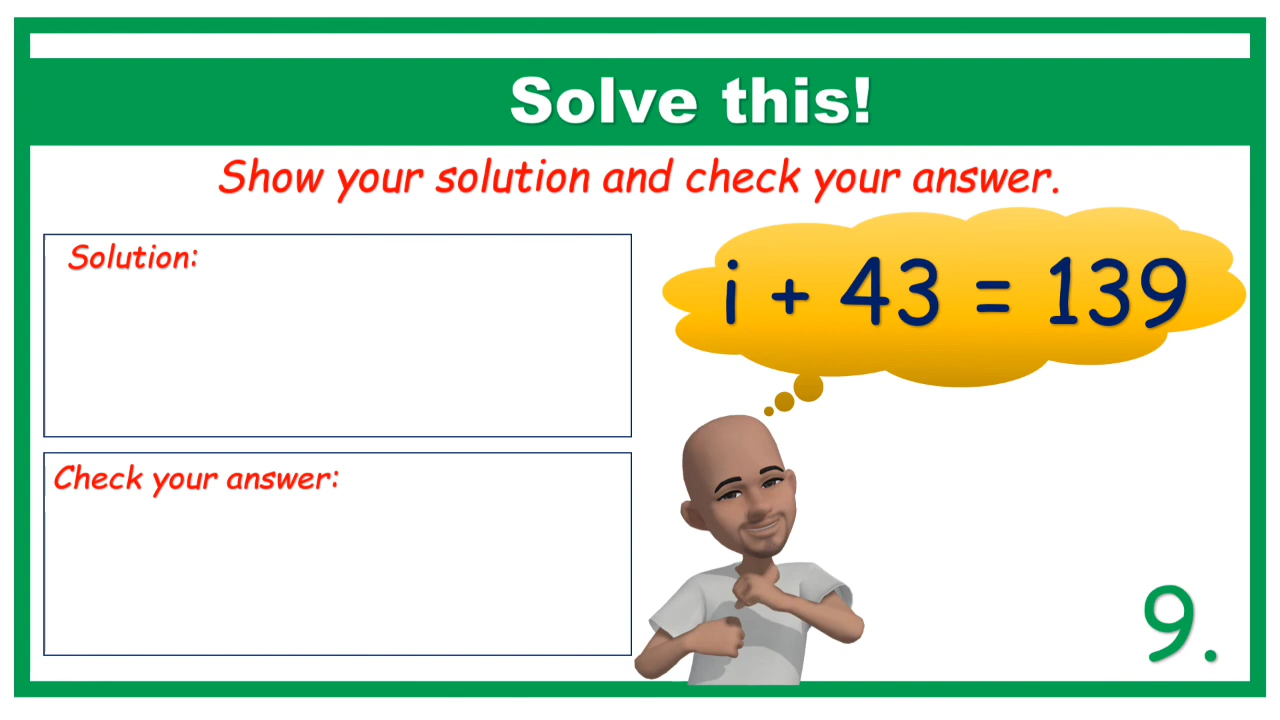 Solve this!
Show your solution and check your answer.
Solution:
i + 43 = 139
Check your answer:
9.